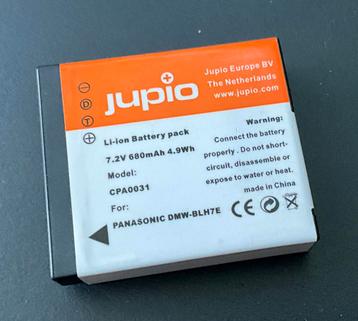 jupio
Jupio Europe BV
The Netherlands
www.jupio.com
Li-ion Battery pack
7.2V 680mAh 4.9Wh
Model:
CPA0031
For:
PANASONIC DMW-BLH7E
Warning:
Connect the battery
properly. Do not short-
circuit, disassemble
or expose to water and
heat.
Made in China